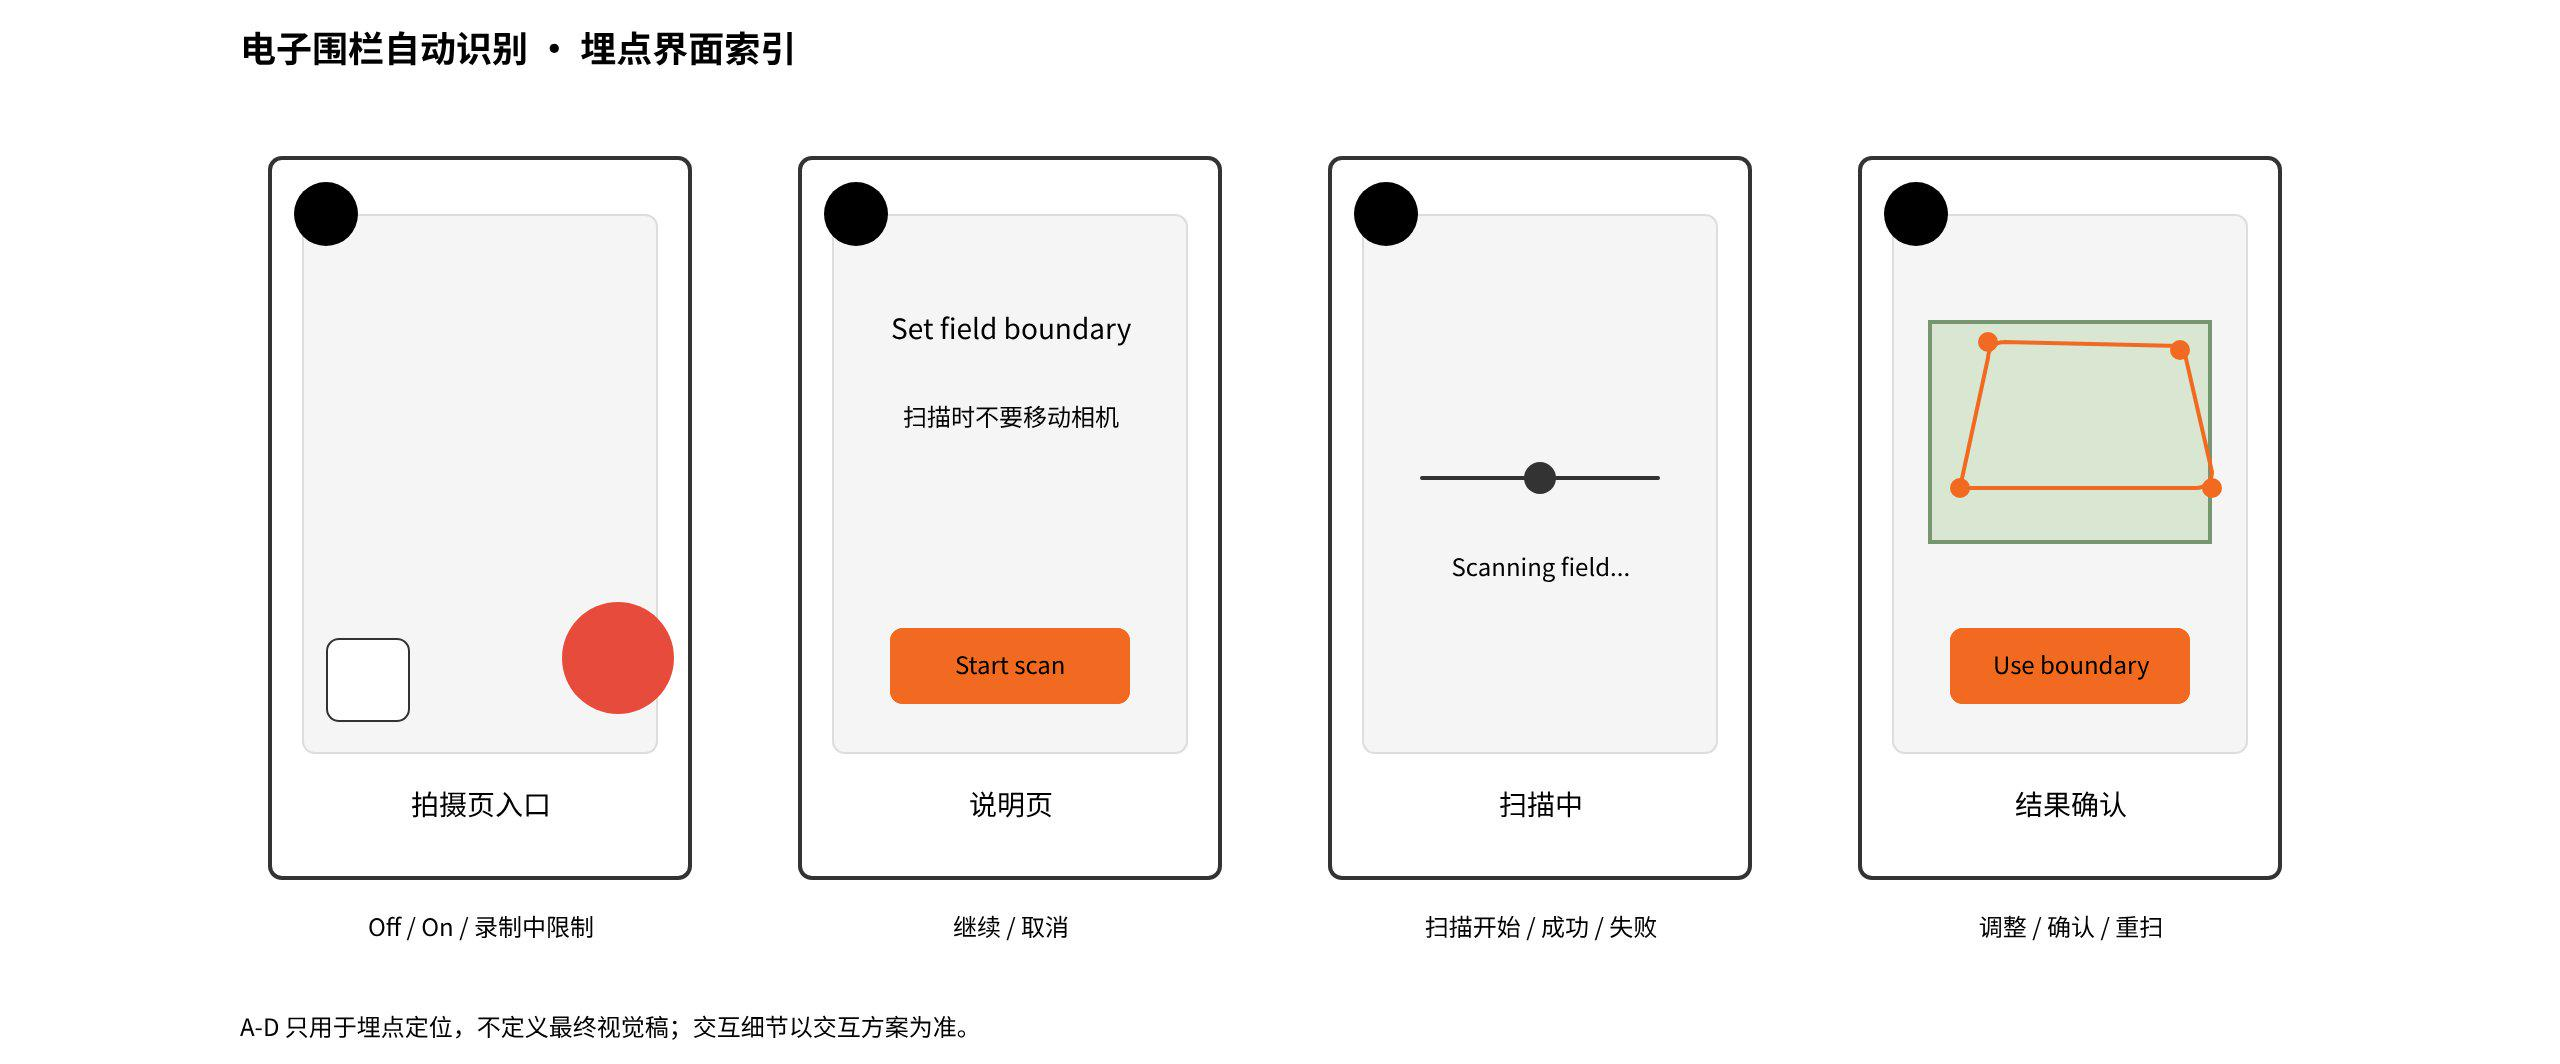 电子围栏自动识别 · 埋点界面索引
Set field boundary
扫描时不要移动相机
Start scan
Scanning field...
Use boundary
拍摄页入口
说明页
扫描中
结果确认
Off / On / 录制中限制
继续 / 取消
扫描开始 / 成功 / 失败
调整 / 确认 / 重扫
A-D 只用于埋点定位，不定义最终视觉稿；交互细节以交互方案为准。